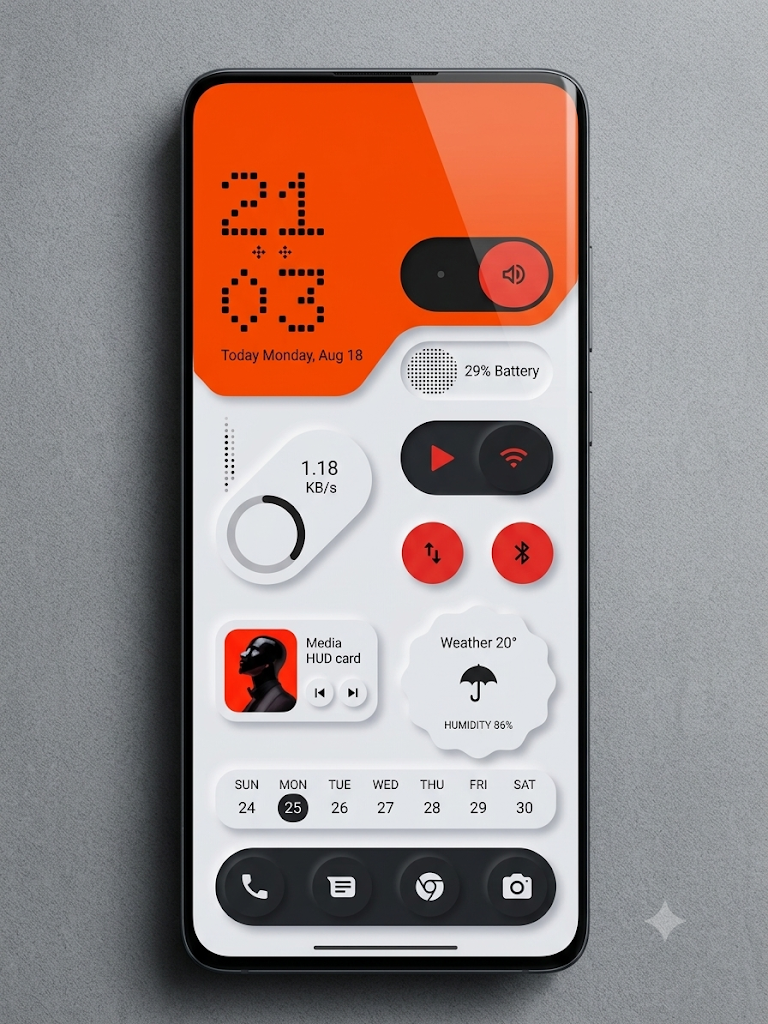 21
03
Today Monday, Aug 18
29% Battery
1.18
KB/s
Media
HUD card
Weather 20°
HUMIDITY 86%
SUN MON TUE WED THU FRI SAT
24 25 26 27 28 29 30